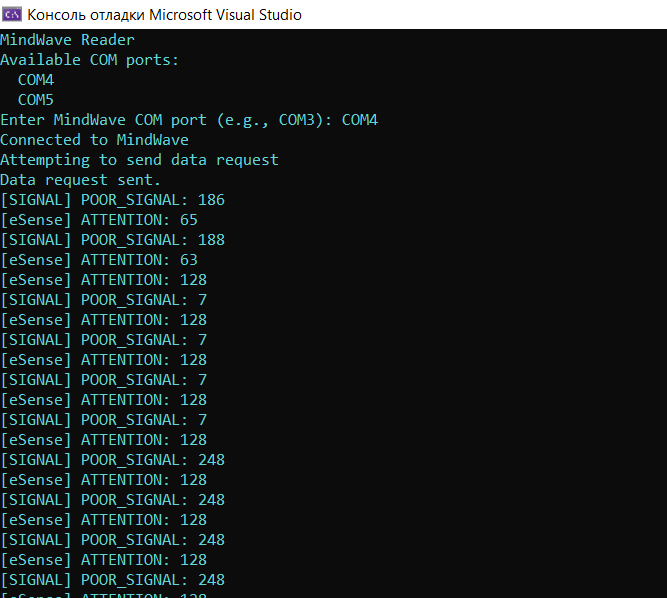 Консоль отладки Microsoft Visual Studio
MindWave Reader
Available COM ports:
COM4
COM5
Enter MindWave COM port (e.g., COM3): COM4
Connected to MindWave
Attempting to send data request
Data request sent.
[SIGNAL] POOR_SIGNAL: 186
[eSense] ATTENTION: 65
[SIGNAL] POOR_SIGNAL: 188
[eSense] ATTENTION: 63
[eSense] ATTENTION: 128
[SIGNAL] POOR_SIGNAL: 7
[eSense] ATTENTION: 128
[SIGNAL] POOR_SIGNAL: 7
[eSense] ATTENTION: 128
[SIGNAL] POOR_SIGNAL: 7
[eSense] ATTENTION: 128
[SIGNAL] POOR_SIGNAL: 7
[eSense] ATTENTION: 128
[SIGNAL] POOR_SIGNAL: 248
[eSense] ATTENTION: 128
[SIGNAL] POOR_SIGNAL: 248
[eSense] ATTENTION: 128
[SIGNAL] POOR_SIGNAL: 248
[eSense] ATTENTION: 128
[SIGNAL] POOR_SIGNAL: 248
[eSense] ATTENTION: 128